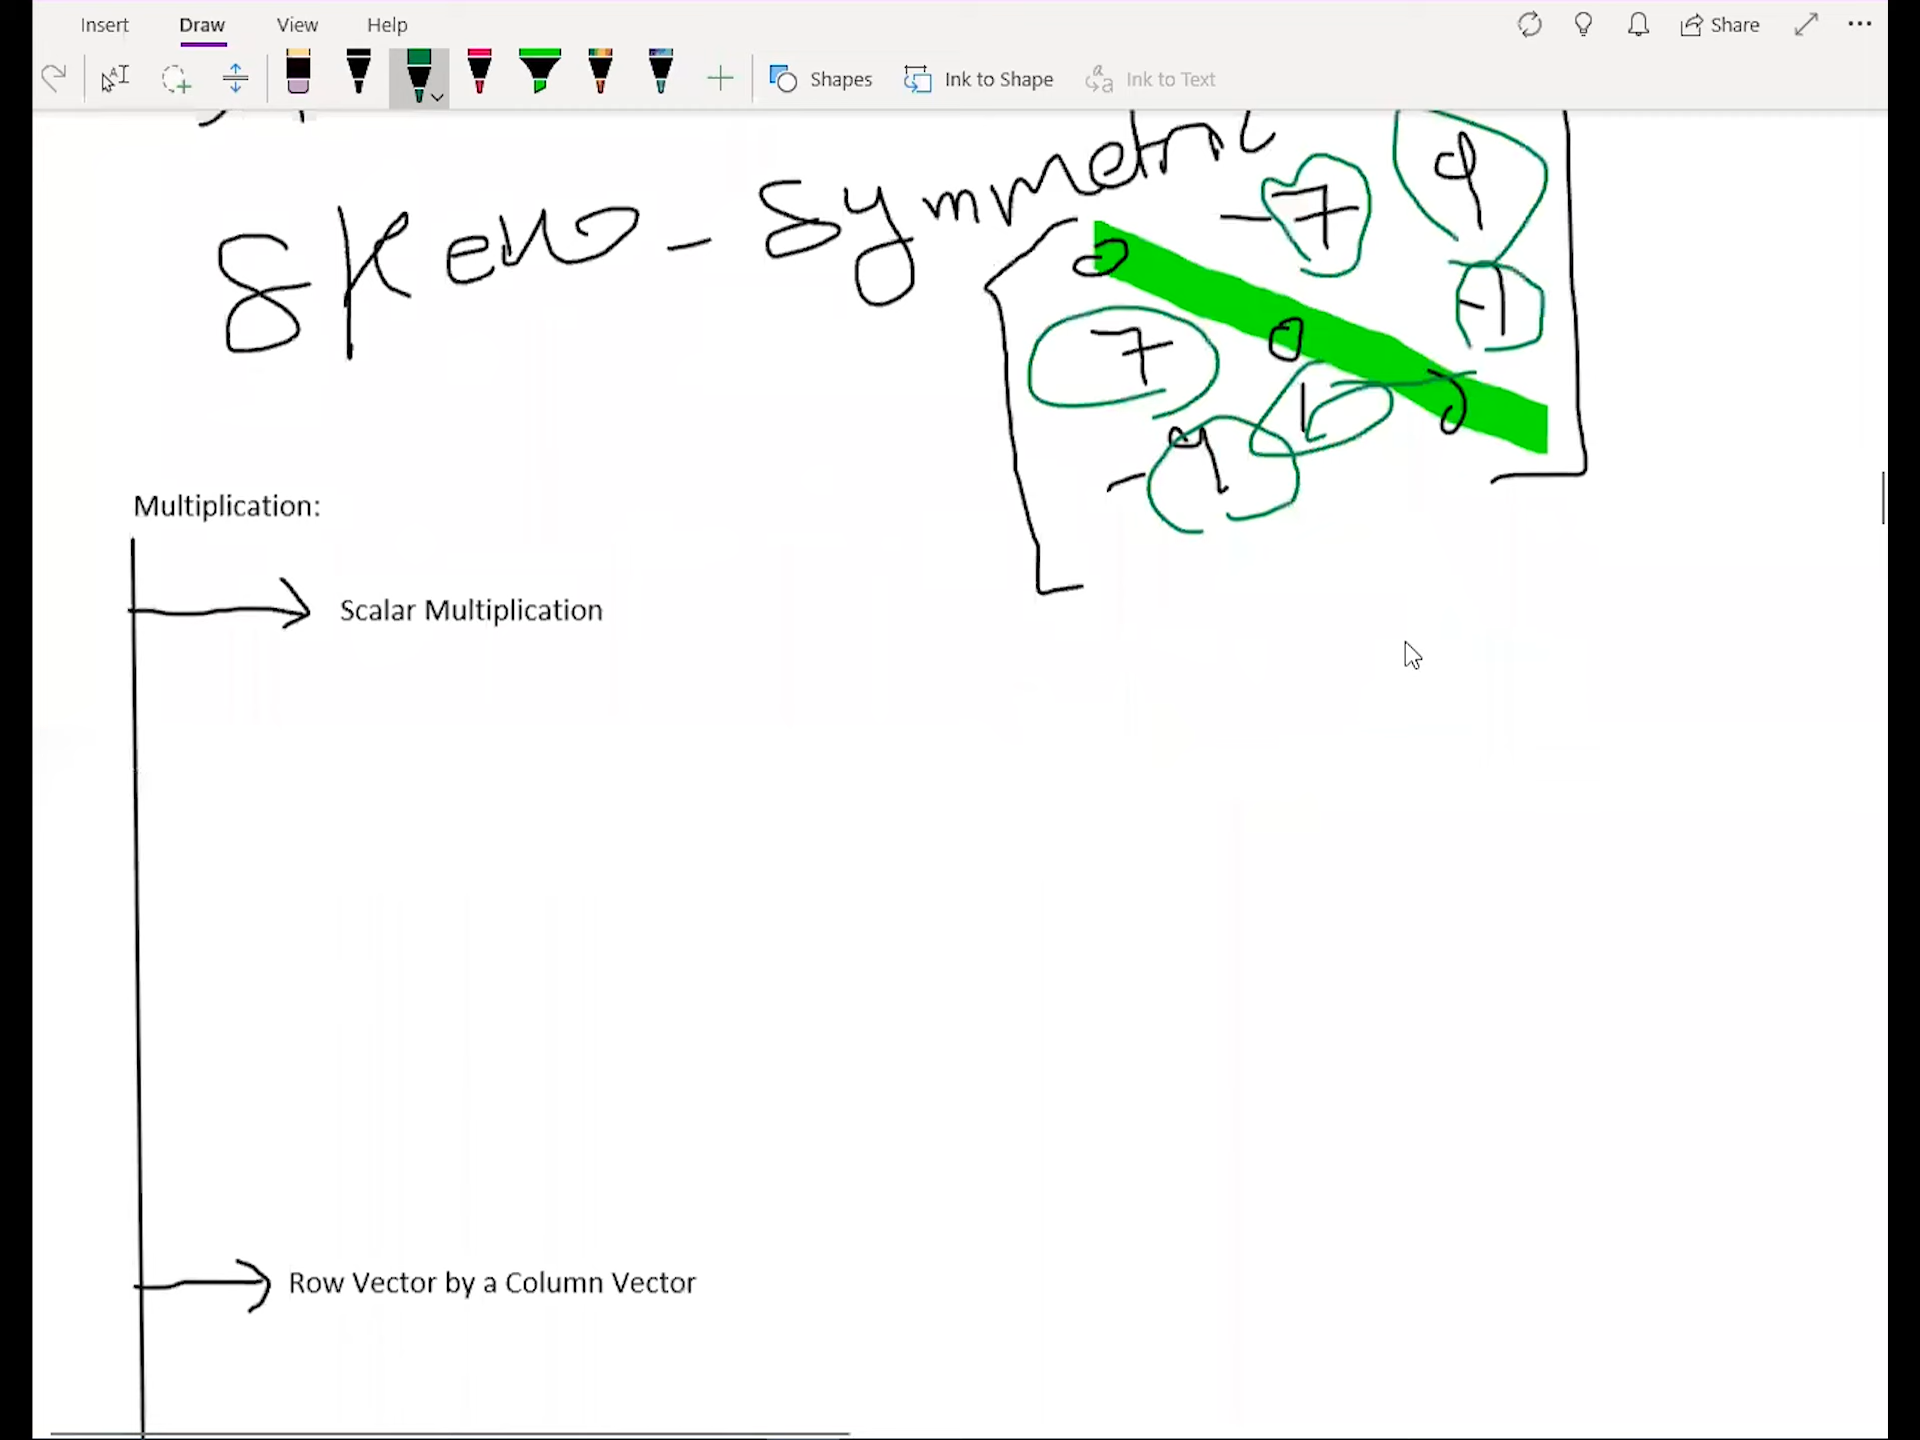 Insert Draw View Help Share
Shapes Ink to Shape Ink to Text
Skew-Symmetric
0 -7 9
7 0 -1
-9 1 0
Multiplication:
Scalar Multiplication
Row Vector by a Column Vector